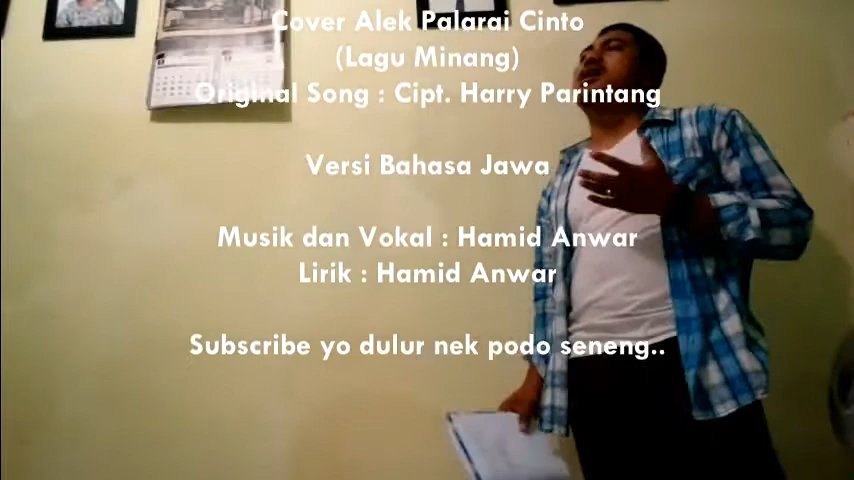 Cover Alek Palarai Cinto
(Lagu Minang)
Original Song : Cipt. Harry Parintang
Versi Bahasa Jawa
Musik dan Vokal : Hamid Anwar
Lirik : Hamid Anwar
Subscribe yo dulur nek podo seneng..